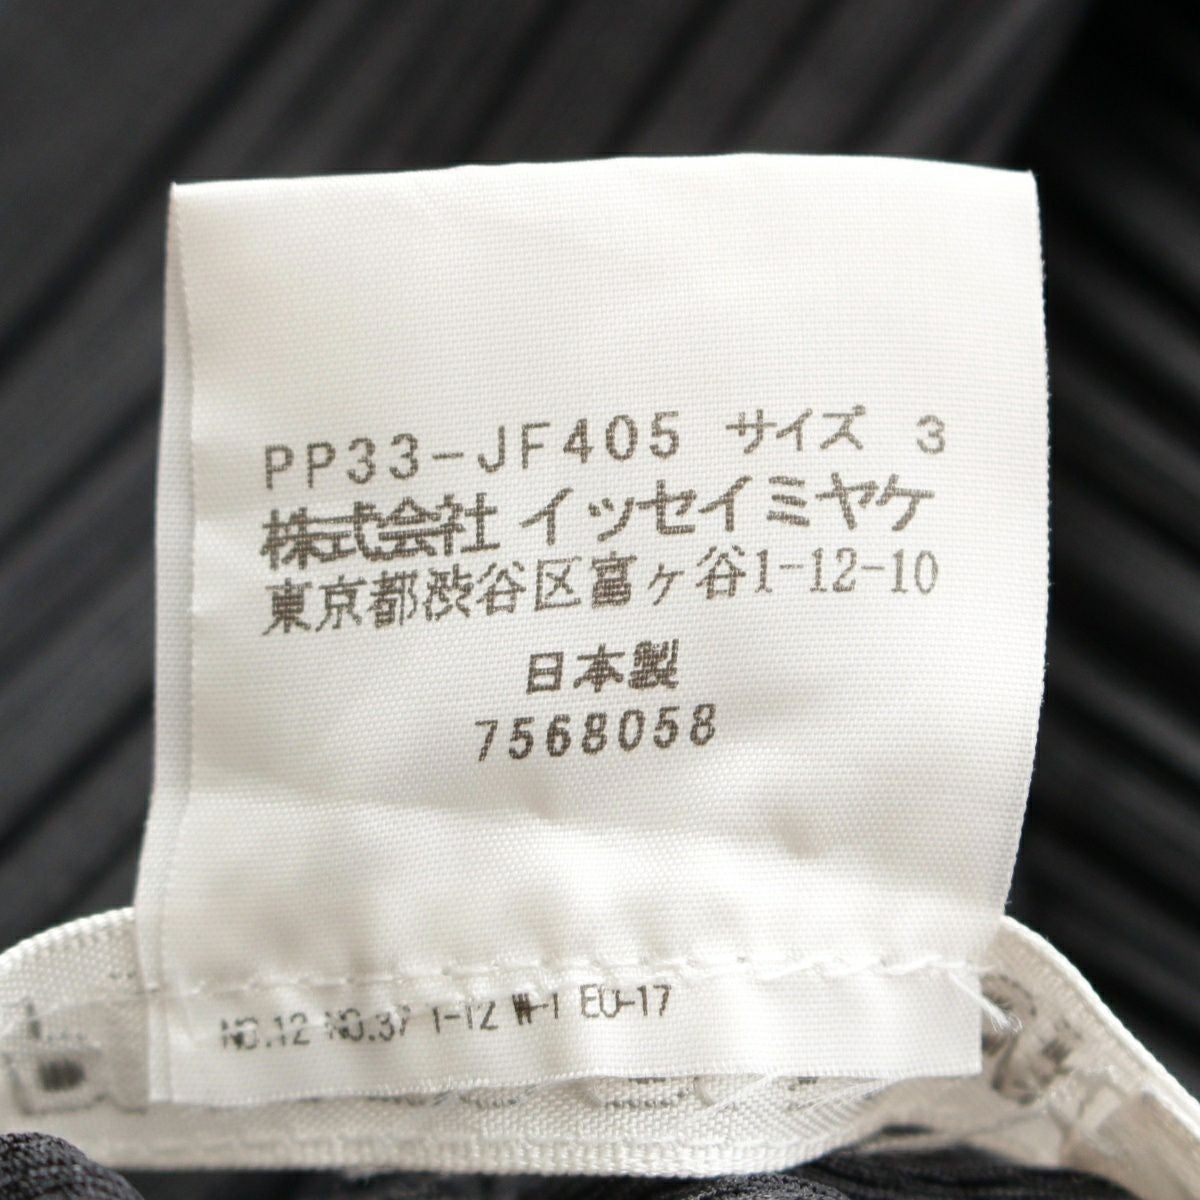 PP33-JF405 サイズ 3
株式会社 イッセイミヤケ
東京都渋谷区富ヶ谷1-12-10
日本製
7568058
NO.12 NO.37 1-12 W-1 EU-17